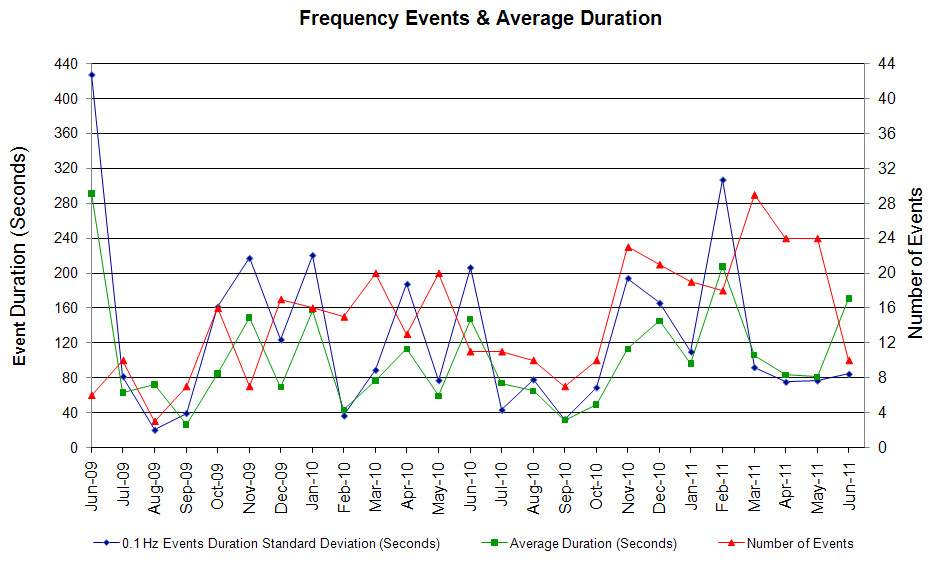 Frequency Events & Average Duration
Event Duration (Seconds)
440
400
360
320
280
240
200
160
120
80
40
0
44
40
36
32
28
24
20
16
12
8
4
0
Number of Events
Jun-09
Jul-09
Aug-09
Sep-09
Oct-09
Nov-09
Dec-09
Jan-10
Feb-10
Mar-10
Apr-10
May-10
Jun-10
Jul-10
Aug-10
Sep-10
Oct-10
Nov-10
Dec-10
Jan-11
Feb-11
Mar-11
Apr-11
May-11
Jun-11
0.1 Hz Events Duration Standard Deviation (Seconds)
Average Duration (Seconds)
Number of Events